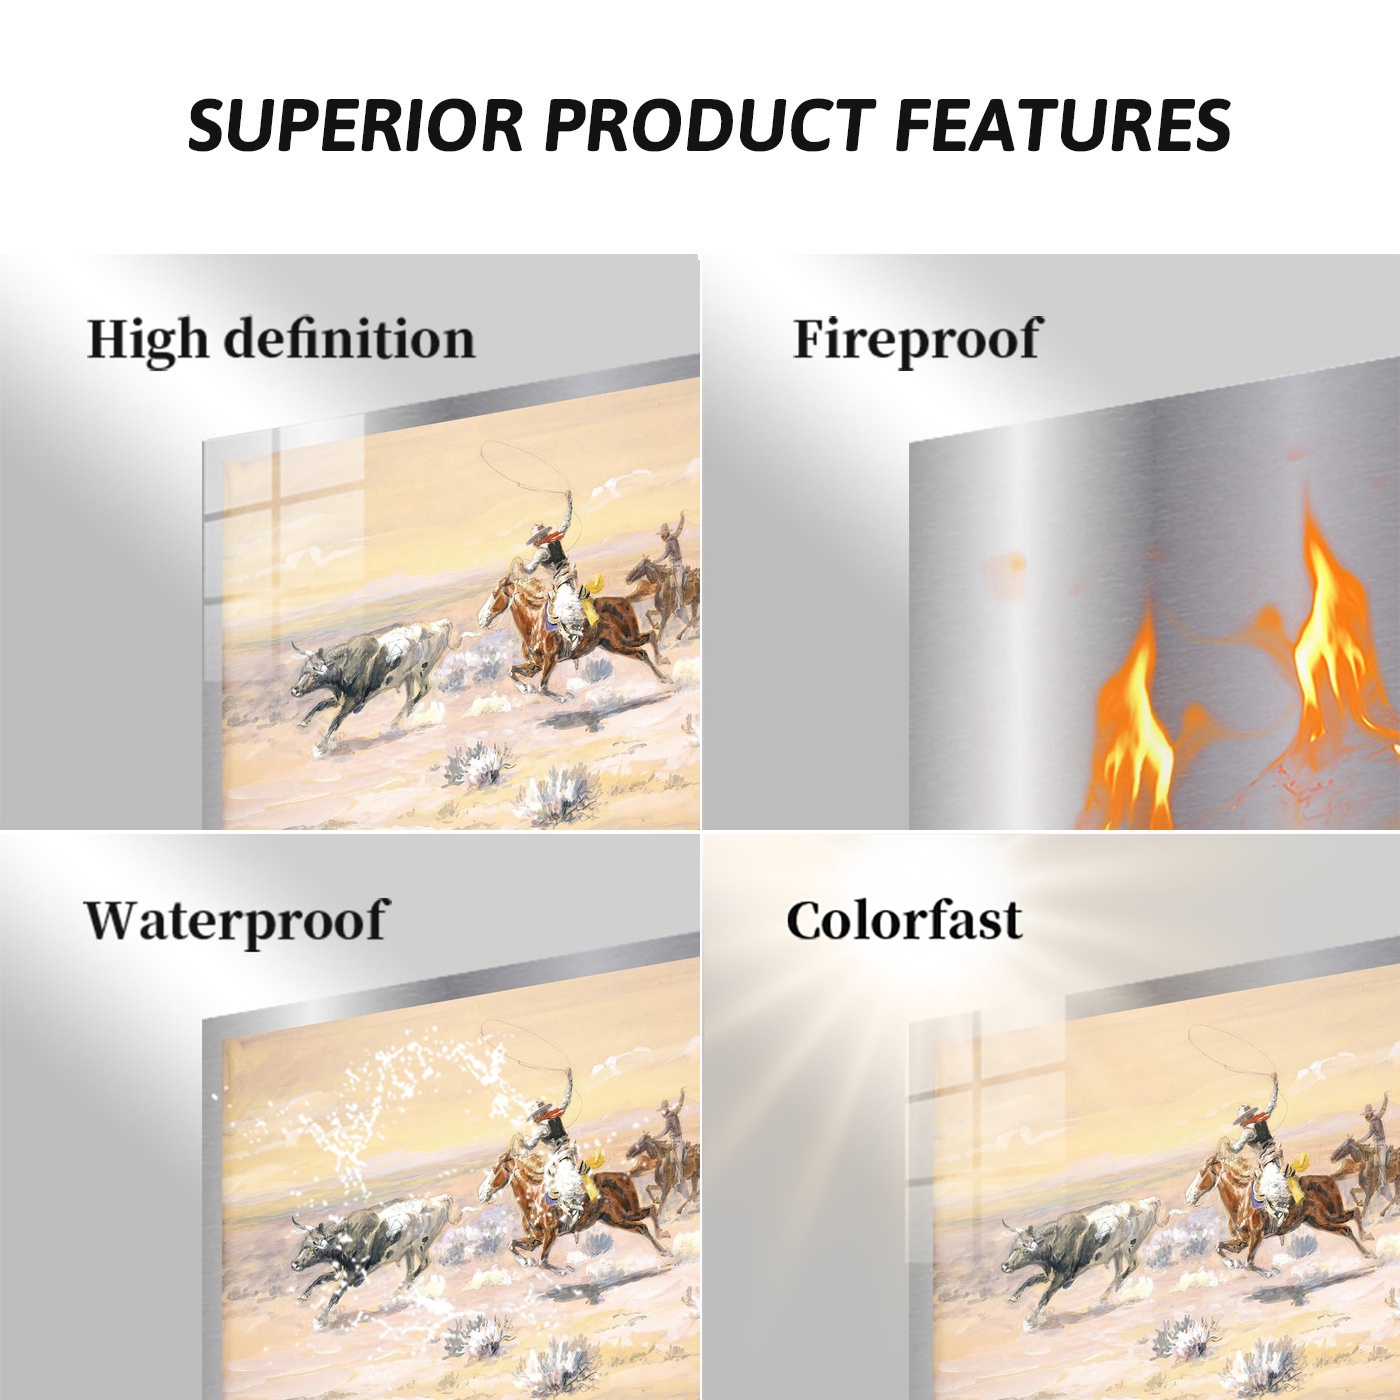 SUPERIOR PRODUCT FEATURES
High definition
Fireproof
Waterproof
Colorfast